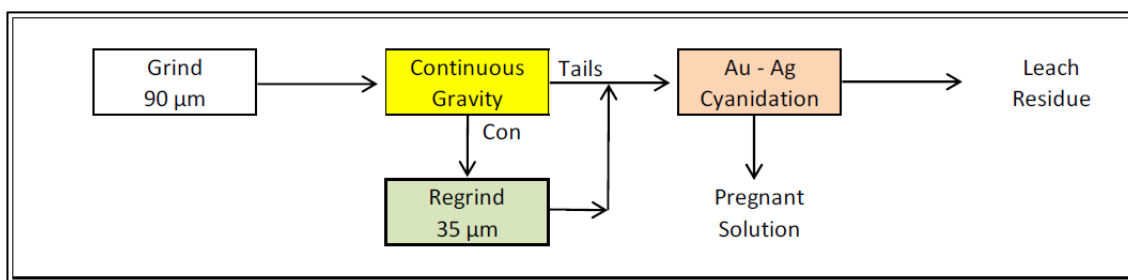 Grind
90 µm
Continuous
Gravity
Tails
Au - Ag
Cyanidation
Leach
Residue
Con
Regrind
35 µm
Pregnant
Solution